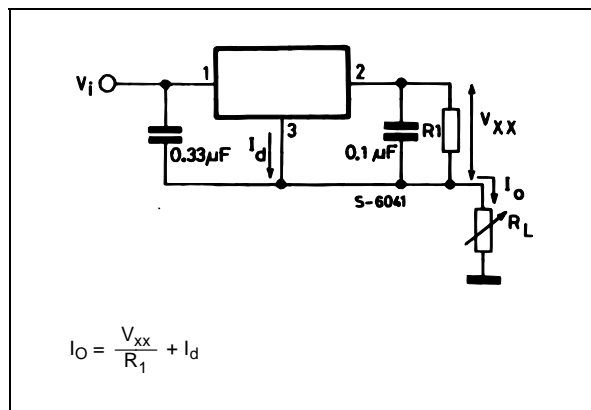 1
2
Vi
3
Id
0.33µF
0.1µF
R1
VXX
S-6041
Io
RL
IO = Vxx / R1 + Id